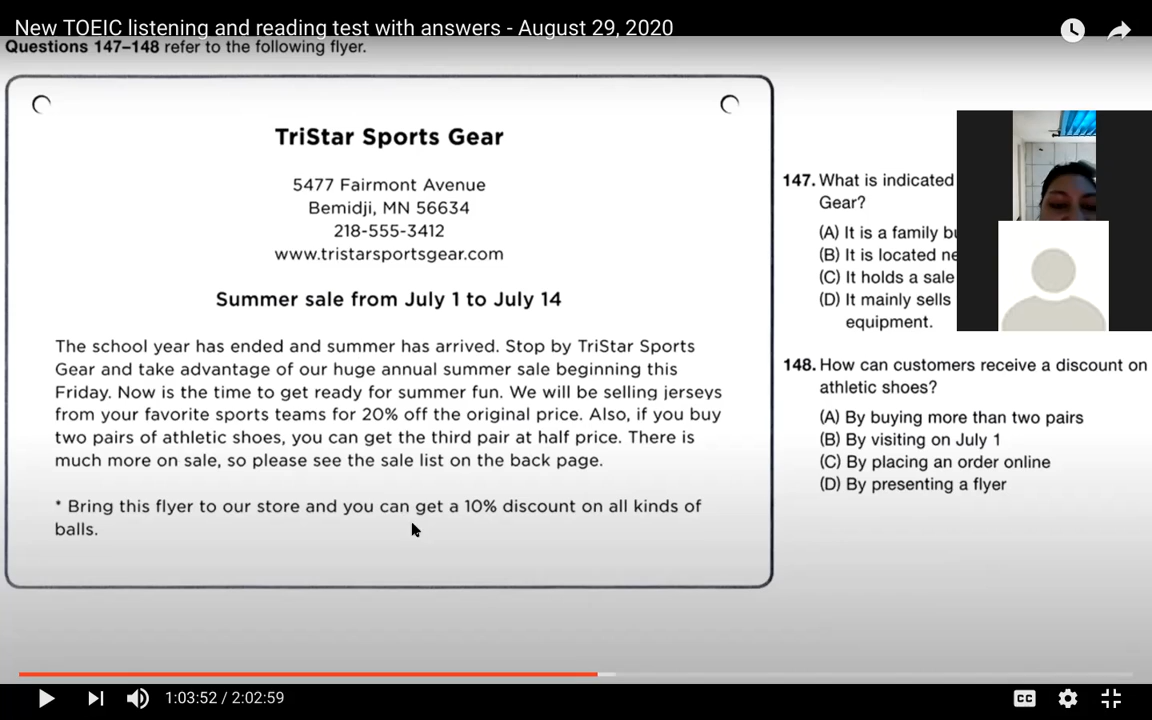 New TOEIC listening and reading test with answers - August 29, 2020
Questions 147–148 refer to the following flyer.
TriStar Sports Gear
5477 Fairmont Avenue
Bemidji, MN 56634
218-555-3412
www.tristarsportsgear.com
Summer sale from July 1 to July 14
The school year has ended and summer has arrived. Stop by TriStar Sports
Gear and take advantage of our huge annual summer sale beginning this
Friday. Now is the time to get ready for summer fun. We will be selling jerseys
from your favorite sports teams for 20% off the original price. Also, if you buy
two pairs of athletic shoes, you can get the third pair at half price. There is
much more on sale, so please see the sale list on the back page.
* Bring this flyer to our store and you can get a 10% discount on all kinds of
balls.
147. What is indicated
Gear?
(A) It is a family
(B) It is located
(C) It holds a sale
(D) It mainly sells
equipment.
148. How can customers receive a discount on
athletic shoes?
(A) By buying more than two pairs
(B) By visiting on July 1
(C) By placing an order online
(D) By presenting a flyer
1:03:52 / 2:02:59
CC